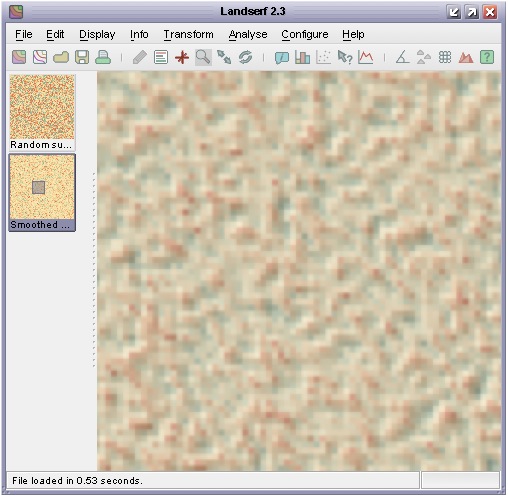 Landserf 2.3
File Edit Display Info Transform Analyse Configure Help
Random su...
Smoothed ...
File loaded in 0.53 seconds.